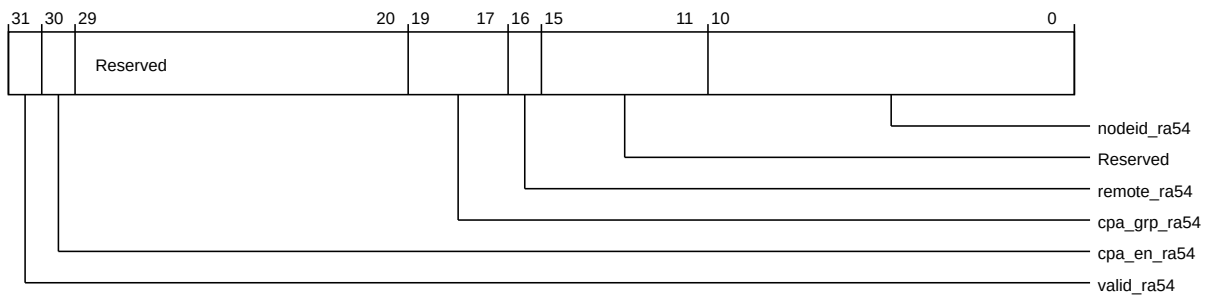 31 30 29 20 19 17 16 15 11 10 0
Reserved
nodeid_ra54
Reserved
remote_ra54
cpa_grp_ra54
cpa_en_ra54
valid_ra54